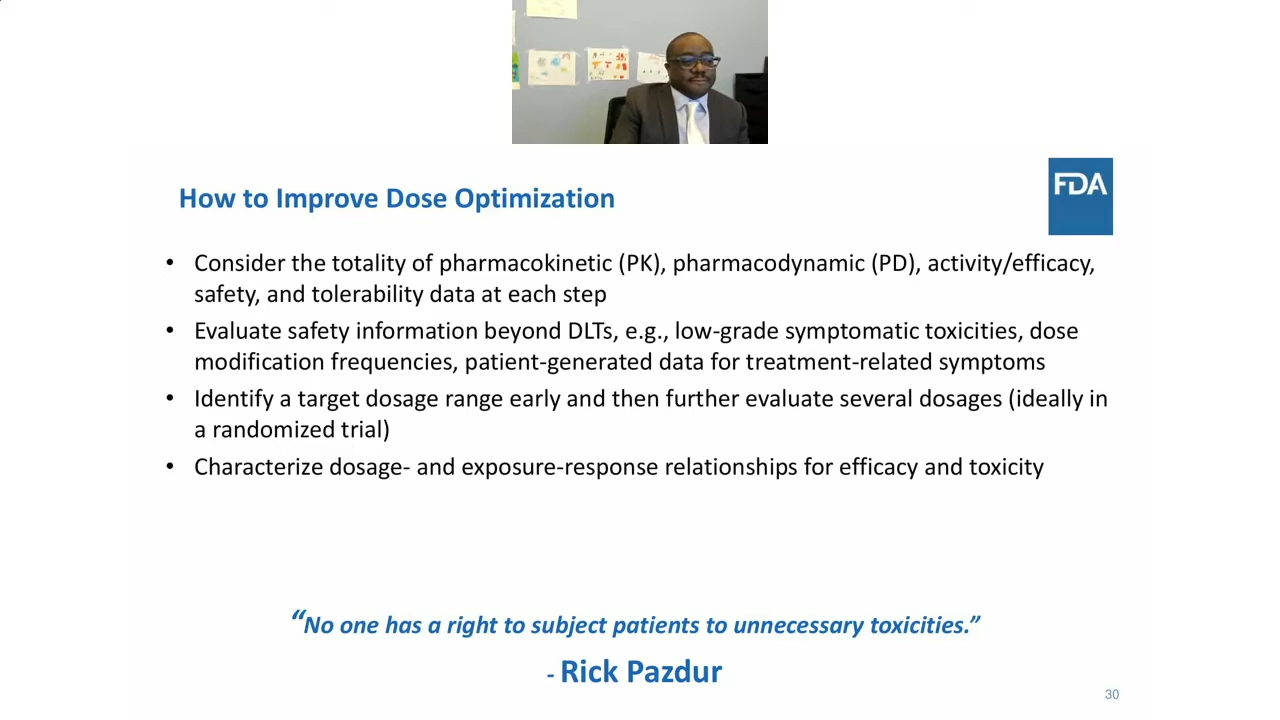 How to Improve Dose Optimization
FDA
• Consider the totality of pharmacokinetic (PK), pharmacodynamic (PD), activity/efficacy,
safety, and tolerability data at each step
• Evaluate safety information beyond DLTs, e.g., low-grade symptomatic toxicities, dose
modification frequencies, patient-generated data for treatment-related symptoms
• Identify a target dosage range early and then further evaluate several dosages (ideally in
a randomized trial)
• Characterize dosage- and exposure-response relationships for efficacy and toxicity
“No one has a right to subject patients to unnecessary toxicities.”
- Rick Pazdur
30